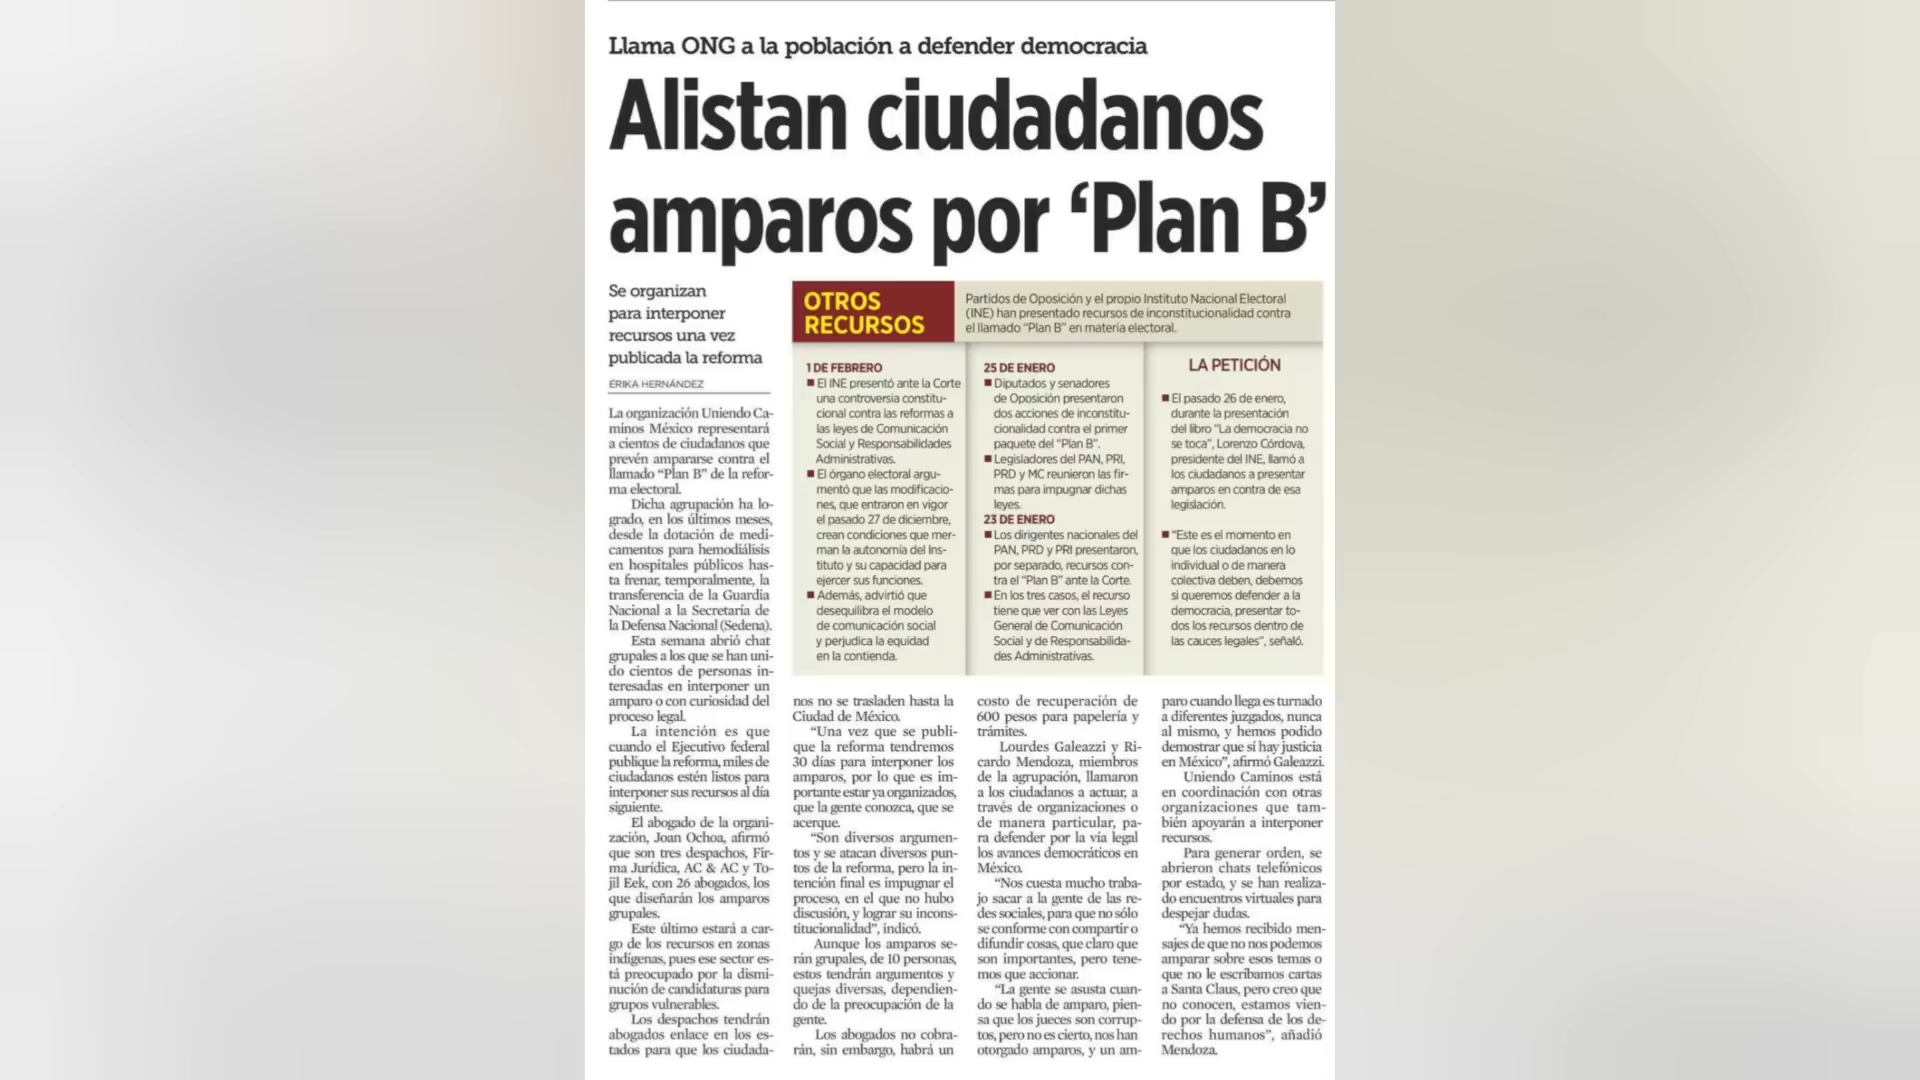 Llama ONG a la población a defender democracia
Alistan ciudadanos
amparos por ‘Plan B’
Se organizan
para interponer
recursos una vez
publicada la reforma
ÉRIKA HERNÁNDEZ
La organización Uniendo Ca-
minos México representará
a cientos de ciudadanos que
prevén ampararse contra el
llamado “Plan B” de la refor-
ma electoral.
Dicha agrupación ha lo-
grado, en los últimos meses,
desde la dotación de medi-
camentos para hemodiálisis
en hospitales públicos has-
ta frenar, temporalmente, la
transferencia de la Guardia
Nacional a la Secretaría de
la Defensa Nacional (Sedena).
Esta semana abrió chat
grupales a los que se han uni-
do cientos de personas in-
teresadas en interponer un
amparo o con curiosidad del
proceso legal.
La intención es que
cuando el Ejecutivo federal
publique la reforma, miles de
ciudadanos estén listos para
interponer sus recursos al día
siguiente.
El abogado de la organi-
zación, Joan Ochoa, afirmó
que son tres despachos, Fír-
ma Jurídica, AC & AC y To-
jil Eek, con 26 abogados, los
que diseñarán los amparos
grupales.
Este último estará a car-
go de los recursos en zonas
indígenas, pues ese sector es-
tá preocupado por la dismi-
nución de candidaturas para
grupos vulnerables.
Los despachos tendrán
abogados enlace en los es-
tados para que los ciudada-
OTROS
RECURSOS
Partidos de Oposición y el propio Instituto Nacional Electoral
(INE) han presentado recursos de inconstitucionalidad contra
el llamado “Plan B” en materia electoral.
1 DE FEBRERO
■ El INE presentó ante la Corte
una controversia constitu-
cional contra las reformas a
las leyes de Comunicación
Social y Responsabilidades
Administrativas.
■ El órgano electoral argu-
mentó que las modificacio-
nes, que entraron en vigor
el pasado 27 de diciembre,
crean condiciones que mer-
man la autonomía del Ins-
tituto y su capacidad para
ejercer sus funciones.
■ Además, advirtió que
desequilibra el modelo
de comunicación social
y perjudica la equidad
en la contienda.
25 DE ENERO
■ Diputados y senadores
de Oposición presentaron
dos acciones de inconstitu-
cionalidad contra el primer
paquete del “Plan B”.
■ Legisladores del PAN, PRI,
PRD y MC reunieron las fir-
mas para impugnar dichas
leyes.
23 DE ENERO
■ Los dirigentes nacionales del
PAN, PRD y PRI presentaron,
por separado, recursos con-
tra el “Plan B” ante la Corte.
■ En los tres casos, el recurso
tiene que ver con las Leyes
General de Comunicación
Social y de Responsabilida-
des Administrativas.
LA PETICIÓN
■ El pasado 26 de enero,
durante la presentación
del libro “La democracia no
se toca”, Lorenzo Córdova,
presidente del INE, llamó a
los ciudadanos a presentar
amparos en contra de esa
legislación.
■ “Este es el momento en
que los ciudadanos en lo
individual o de manera
colectiva deben, debemos
si queremos defender a la
democracia, presentar to-
dos los recursos dentro de
las cauces legales”, señaló.
nos no se trasladen hasta la
Ciudad de México.
“Una vez que se publi-
que la reforma tendremos
30 días para interponer los
amparos, por lo que es im-
portante estar ya organizados,
que la gente conozca, que se
acerque.
“Son diversos argumen-
tos y se atacan diversos pun-
tos de la reforma, pero la in-
tención final es impugnar el
proceso, en el que no hubo
discusión, y lograr su incons-
titucionalidad”, indicó.
Aunque los amparos se-
rán grupales, de 10 personas,
estos tendrán argumentos y
quejas diversas, dependien-
do de la preocupación de la
gente.
Los abogados no cobra-
rán, sin embargo, habrá un
costo de recuperación de
600 pesos para papelería y
trámites.
Lourdes Galeazzi y Ri-
cardo Mendoza, miembros
de la agrupación, llamaron
a los ciudadanos a actuar, a
través de organizaciones o
de manera particular, pa-
ra defender por la vía legal
los avances democráticos en
México.
“Nos cuesta mucho traba-
jo sacar a la gente de las re-
des sociales, para que no sólo
se conforme con compartir o
difundir cosas, que claro que
son importantes, pero tene-
mos que accionar.
“La gente se asusta cuan-
do se habla de amparo, pien-
sa que los jueces son corrup-
tos, pero no es cierto, nos han
otorgado amparos, y un am-
paro cuando llega es turnado
a diferentes juzgados, nunca
al mismo, y hemos podido
demostrar que sí hay justicia
en México”, afirmó Galeazzi.
Uniendo Caminos está
en coordinación con otras
organizaciones que tam-
bién apoyarán a interponer
recursos.
Para generar orden, se
abrieron chats telefónicos
por estado, y se han realiza-
do encuentros virtuales para
despejar dudas.
“Ya hemos recibido men-
sajes de que no nos podemos
amparar sobre esos temas o
que no le escribamos cartas
a Santa Claus, pero creo que
no conocen, estamos vien-
do por la defensa de los de-
rechos humanos”, añadió
Mendoza.